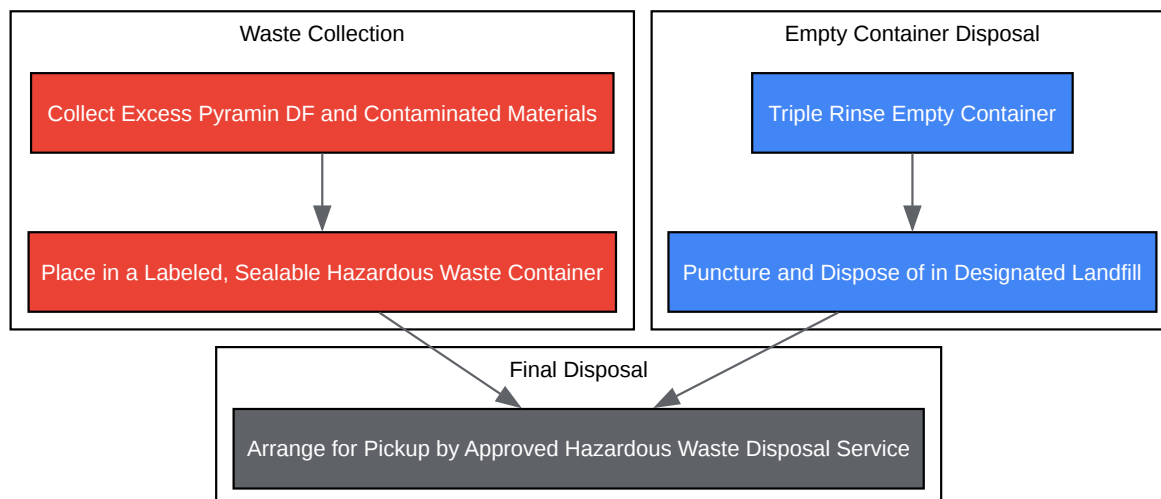 Waste Collection
Collect Excess Pyramin DF and Contaminated Materials
Place in a Labeled, Sealable Hazardous Waste Container
Empty Container Disposal
Triple Rinse Empty Container
Puncture and Dispose of in Designated Landfill
Final Disposal
Arrange for Pickup by Approved Hazardous Waste Disposal Service